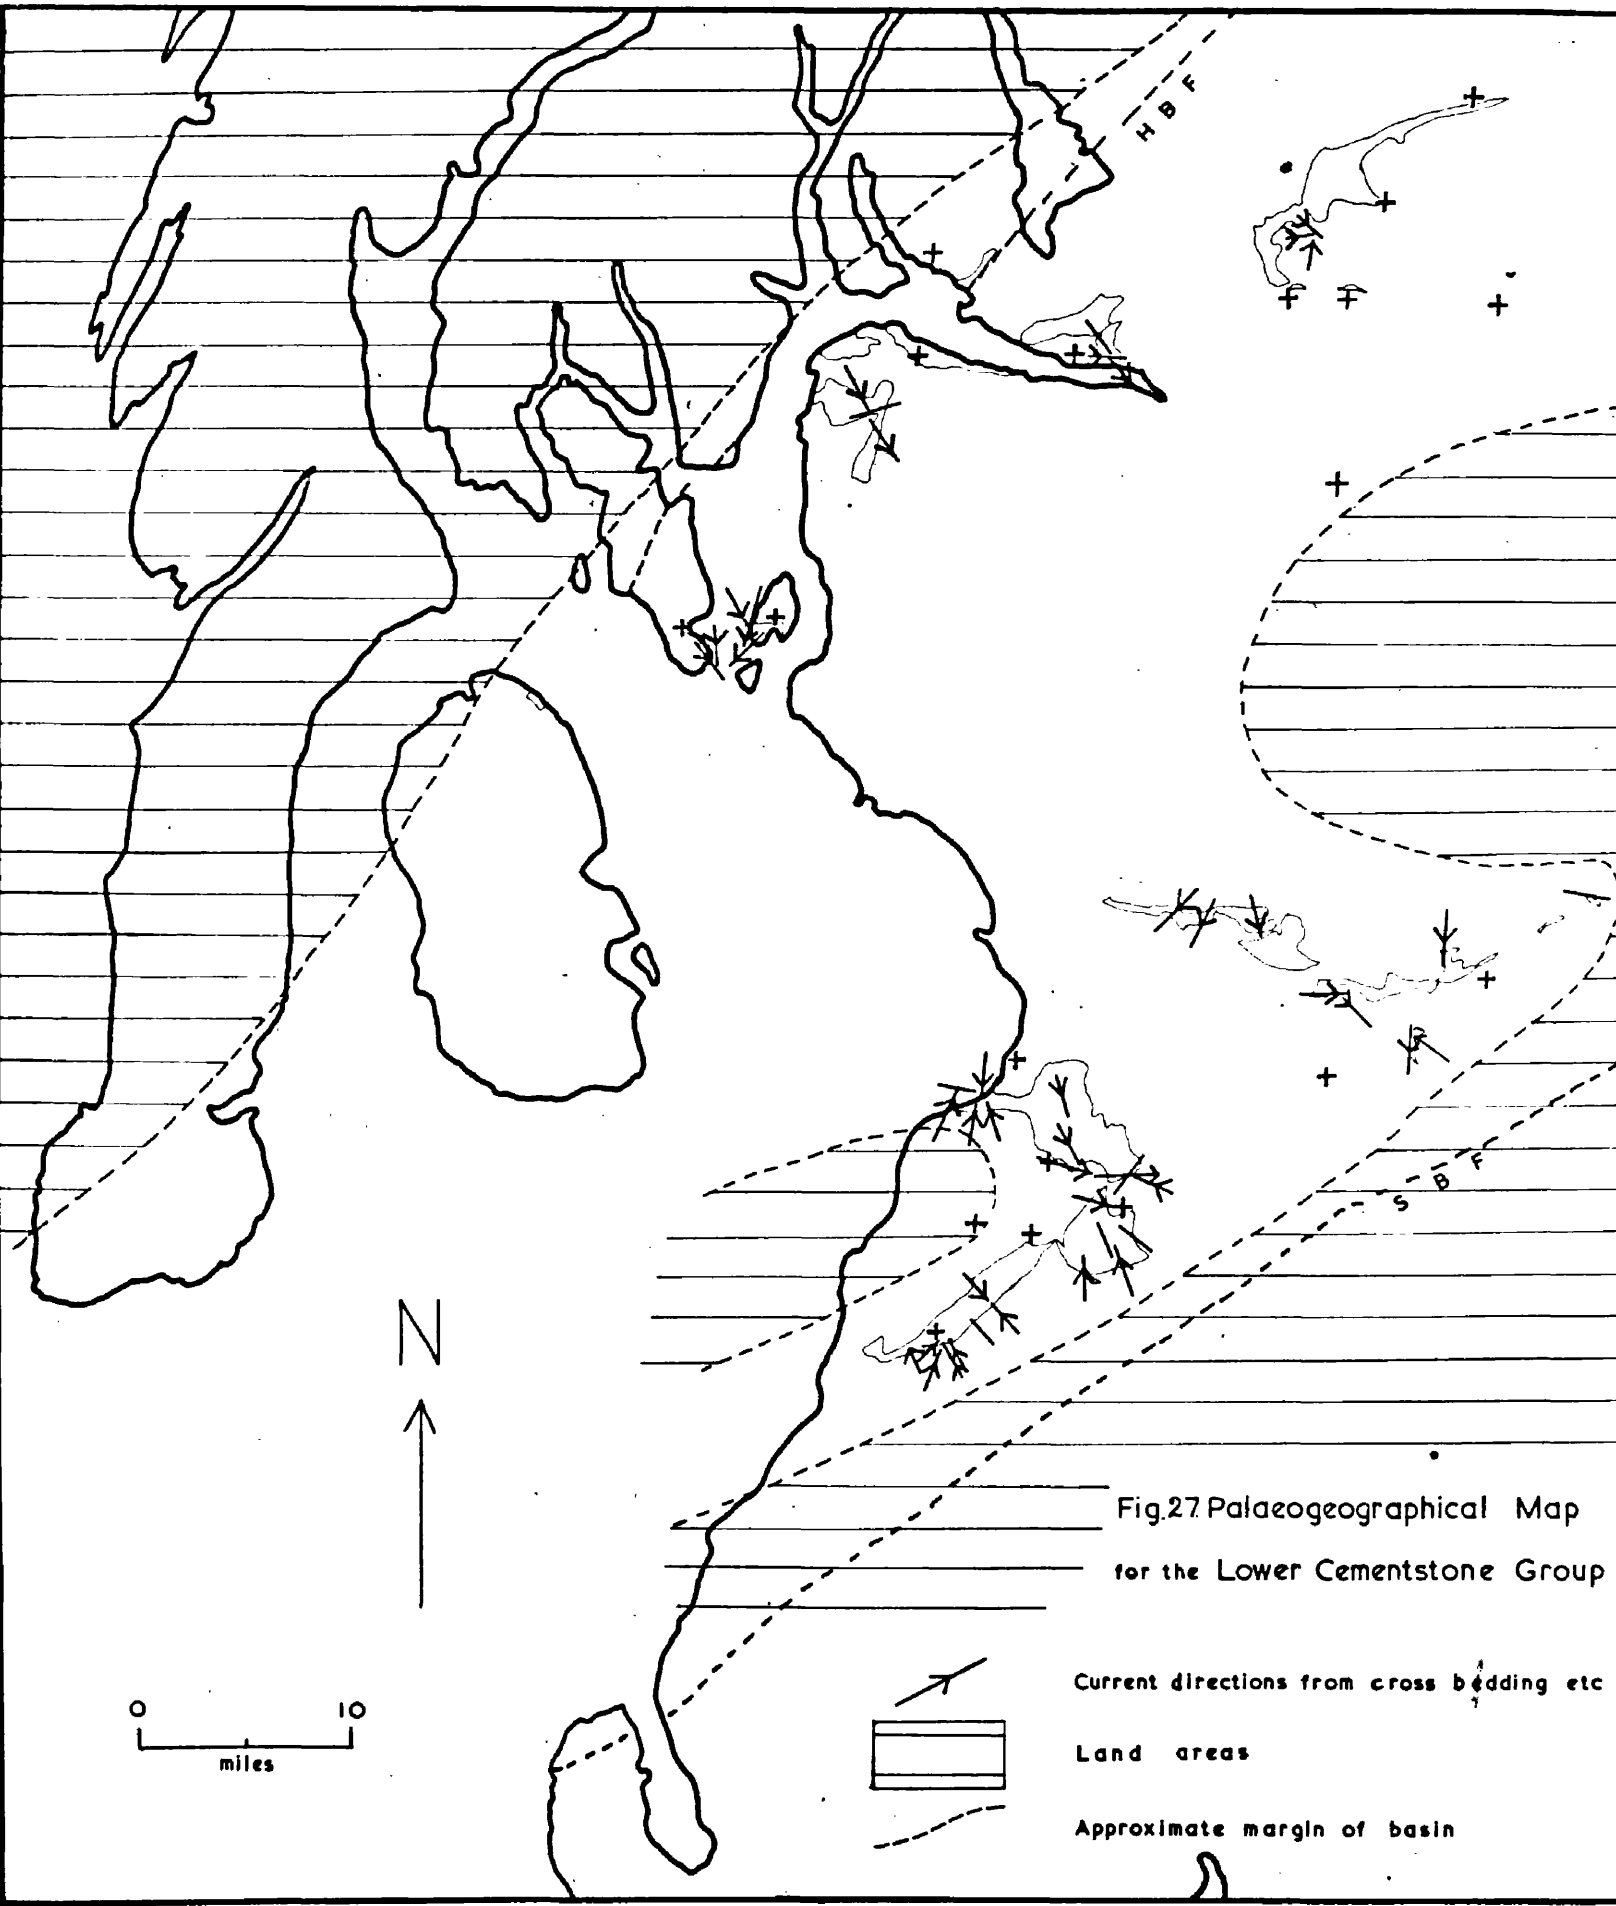 H B F
S B F
N
Fig.27. Palaeogeographical Map
for the Lower Cementstone Group
Current directions from cross bedding etc
Land areas
Approximate margin of basin
0 10
miles